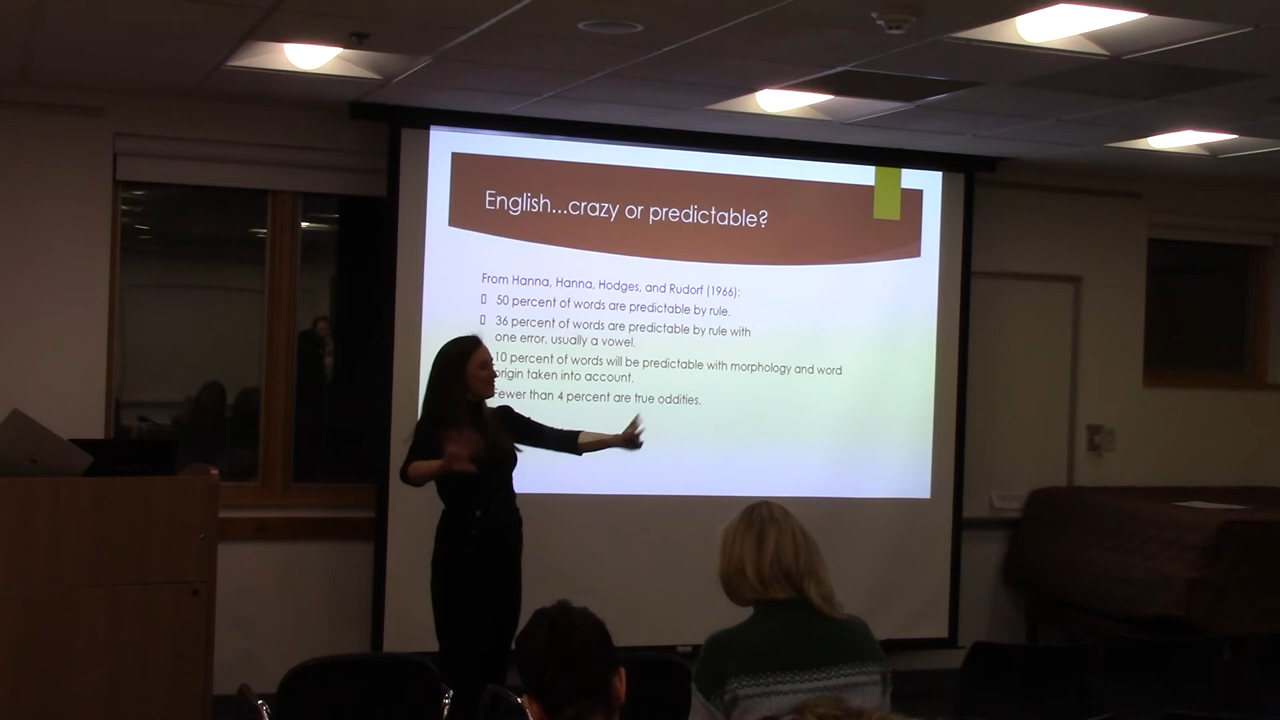 English...crazy or predictable?
From Hanna, Hanna, Hodges, and Rudorf (1966):
50 percent of words are predictable by rule.
36 percent of words are predictable by rule with
one error, usually a vowel.
10 percent of words will be predictable with morphology and word
origin taken into account.
Fewer than 4 percent are true oddities.